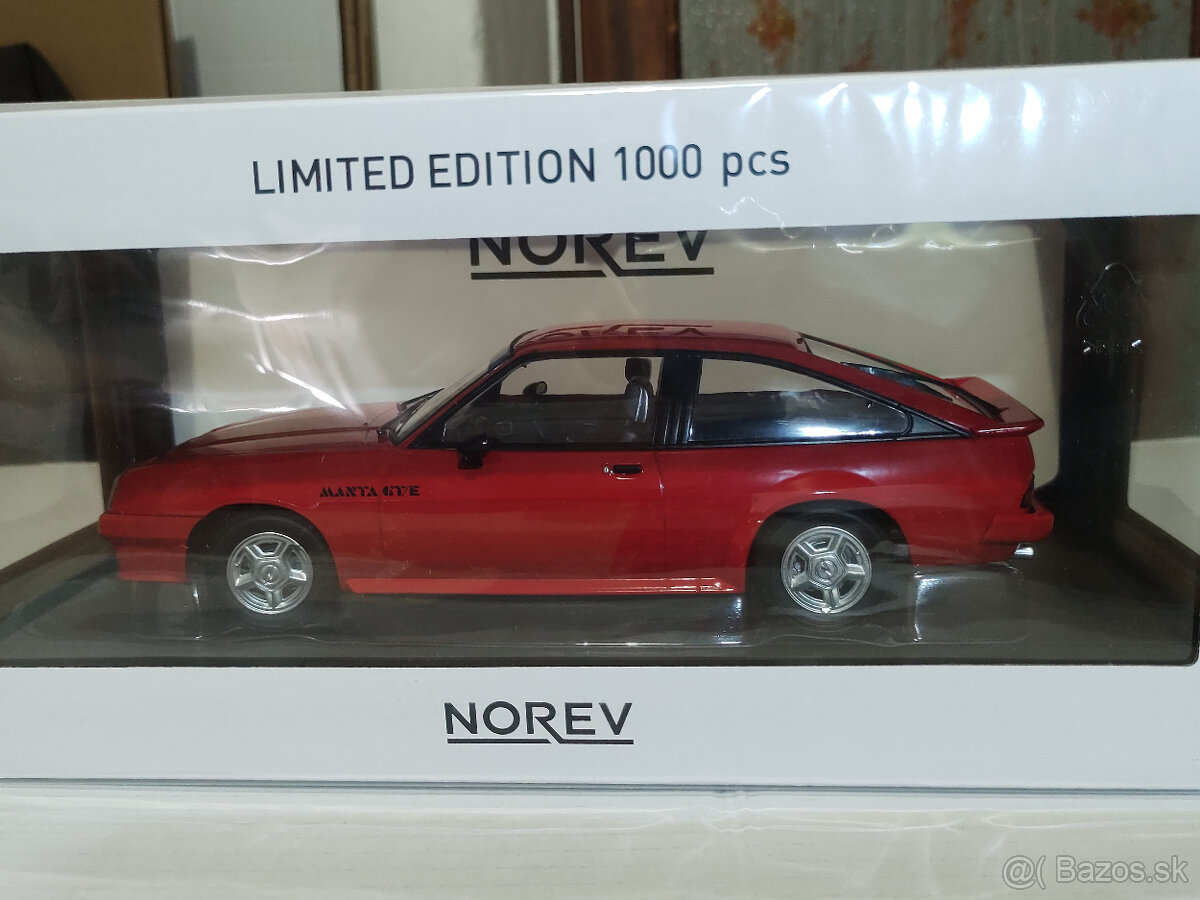 LIMITED EDITION 1000 pcs
NOREV
MANTA GT/E
NOREV
@( Bazos.sk